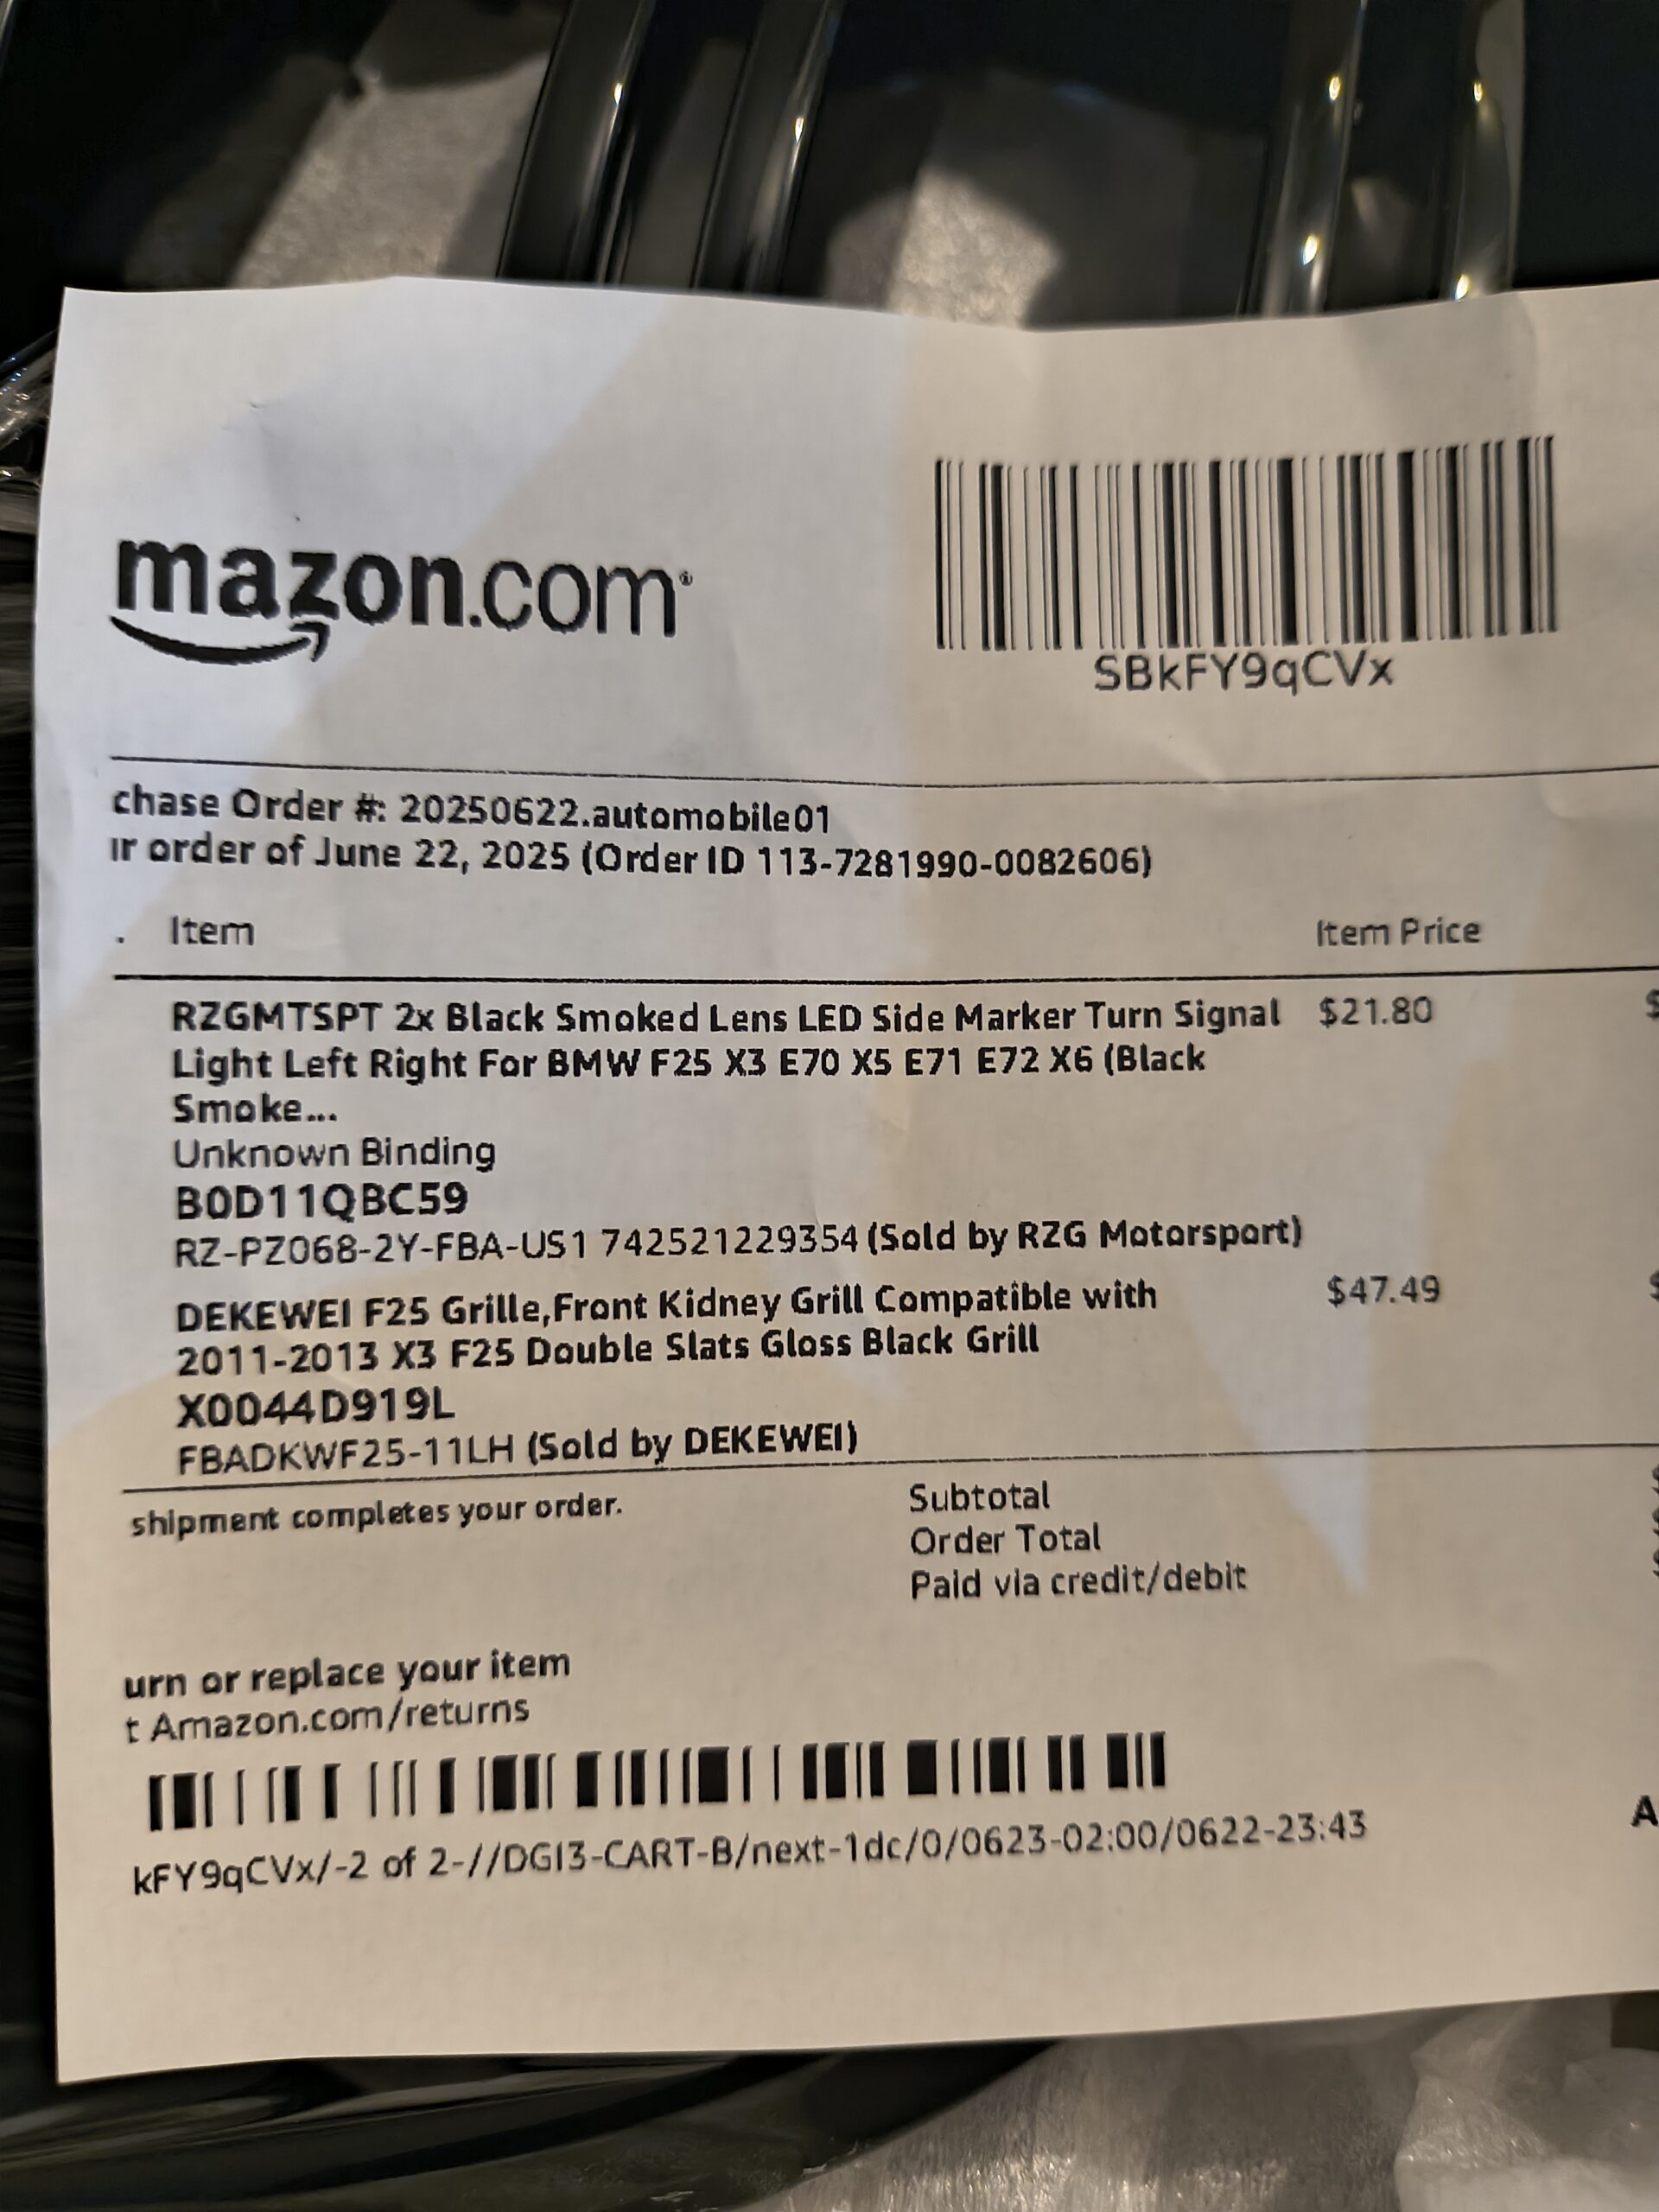 mazon.com
SBkFY9qCVx
chase Order #: 20250622.automobile01
ır order of June 22, 2025 (Order ID 113-7281990-0082606)
. Item Item Price
RZGMTSPT 2x Black Smoked Lens LED Side Marker Turn Signal $21.80 $
Light Left Right For BMW F25 X3 E70 X5 E71 E72 X6 (Black
Smoke...
Unknown Binding
B0D11QBC59
RZ-PZ068-2Y-FBA-US1 742521229354 (Sold by RZG Motorsport)
DEKEWEI F25 Grille,Front Kidney Grill Compatible with $47.49 $
2011-2013 X3 F25 Double Slats Gloss Black Grill
X0044D919L
FBADKWF25-11LH (Sold by DEKEWEI)
shipment completes your order.
Subtotal $
Order Total $
Paid via credit/debit $
urn or replace your item
t Amazon.com/returns
kFY9qCVx/-2 of 2-//DGI3-CART-B/next-1dc/0/0623-02:00/0622-23:43
A